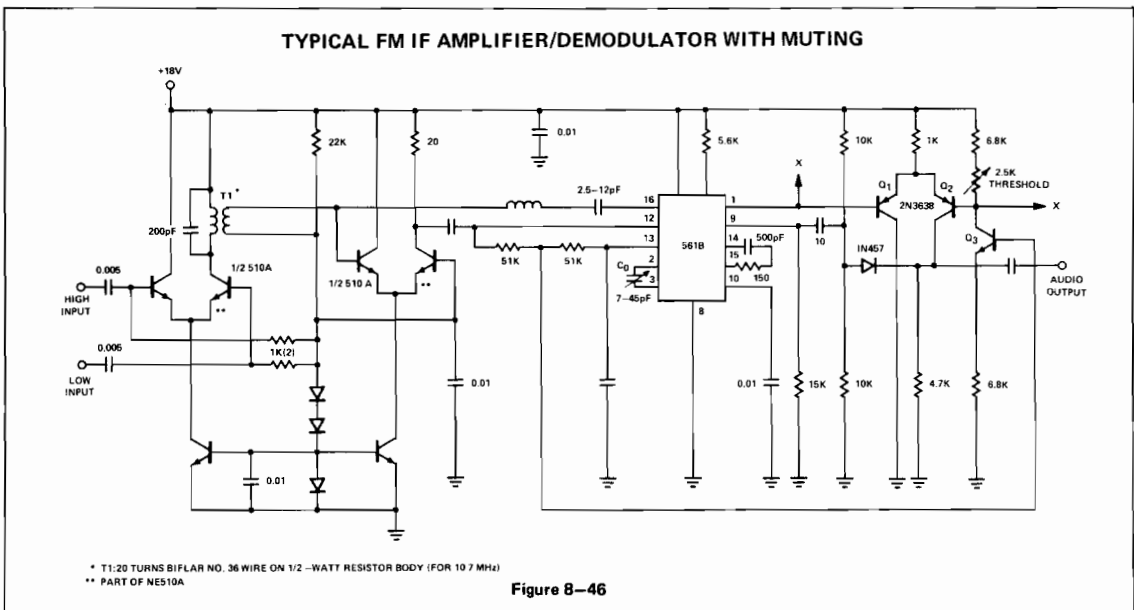 TYPICAL FM IF AMPLIFIER/DEMODULATOR WITH MUTING
+18V
22K
20
0.01
5.6K
10K
1K
6.8K
2.5K
THRESHOLD
T1*
200pF
2.5–12pF
16
12
13
2
3
1
9
14
15
10
8
561B
X
Q1
Q2
2N3638
X
Q3
500pF
150
10
IN457
51K
51K
C0
7–45pF
1/2 510A
**
1/2 510 A
**
0.005
HIGH
INPUT
0.005
LOW
INPUT
1K(2)
0.01
0.01
0.01
15K
10K
4.7K
6.8K
AUDIO
OUTPUT
* T1:20 TURNS BIFLAR NO. 36 WIRE ON 1/2 –WATT RESISTOR BODY (FOR 10 7 MHz)
** PART OF NE510A
Figure 8–46